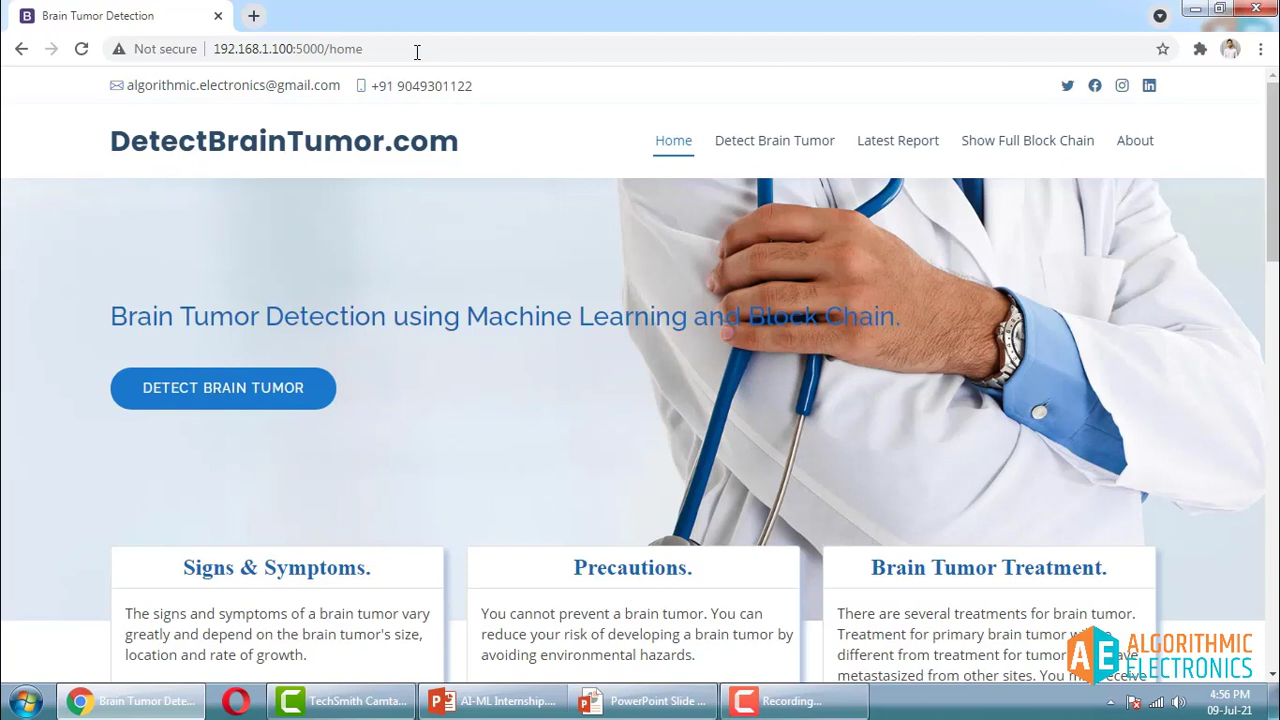 Brain Tumor Detection
Not secure
192.168.1.100:5000/home
algorithmic.electronics@gmail.com
+91 9049301122
DetectBrainTumor.com
Home
Detect Brain Tumor
Latest Report
Show Full Block Chain
About
Brain Tumor Detection using Machine Learning and Block Chain.
DETECT BRAIN TUMOR
Signs & Symptoms.
The signs and symptoms of a brain tumor vary
greatly and depend on the brain tumor's size,
location and rate of growth.
Precautions.
You cannot prevent a brain tumor. You can
reduce your risk of developing a brain tumor by
avoiding environmental hazards.
Brain Tumor Treatment.
There are several treatments for brain tumor.
Treatment for primary brain tumor
different from treatment for tumor
metastasized from other sites. You may receive
ALGORITHMIC
ELECTRONICS
Brain Tumor Dete...
TechSmith Camta...
AI-ML Internship....
PowerPoint Slide ...
Recording...
4:56 PM
09-Jul-21